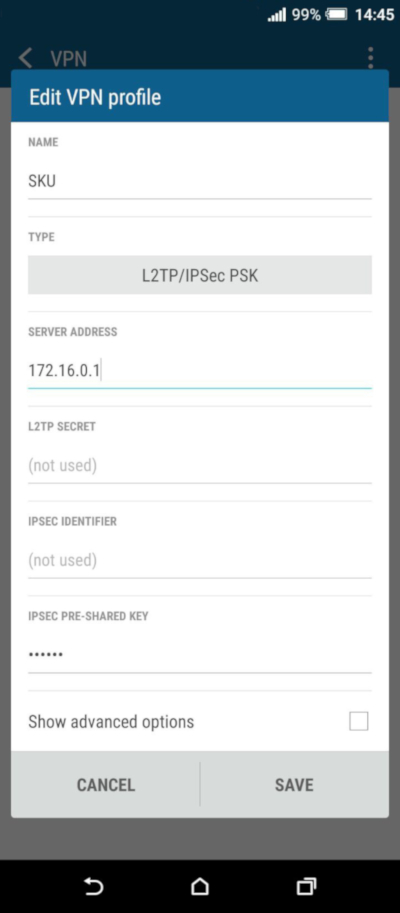 99% 14:45
VPN
Edit VPN profile
NAME
SKU
TYPE
L2TP/IPSec PSK
SERVER ADDRESS
172.16.0.1
L2TP SECRET
(not used)
IPSEC IDENTIFIER
(not used)
IPSEC PRE-SHARED KEY
••••••
Show advanced options
CANCEL SAVE